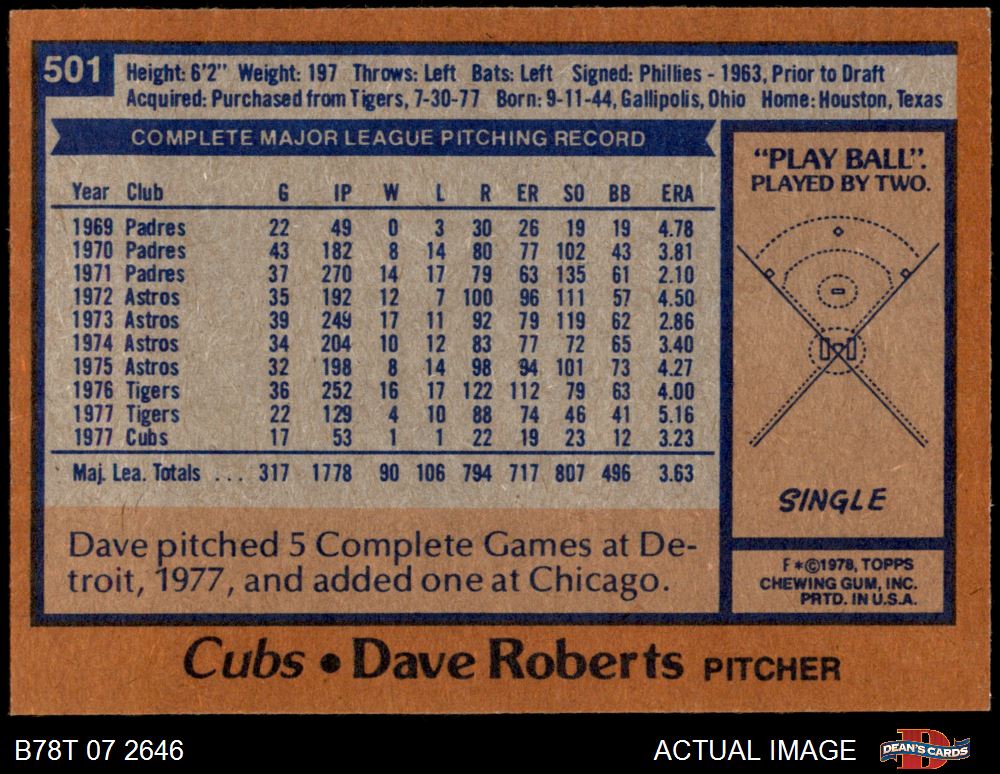 501
Height: 6'2" Weight: 197 Throws: Left Bats: Left Signed: Phillies - 1963, Prior to Draft
Acquired: Purchased from Tigers, 7-30-77 Born: 9-11-44, Gallipolis, Ohio Home: Houston, Texas
COMPLETE MAJOR LEAGUE PITCHING RECORD
Year Club G IP W L R ER SO BB ERA
1969 Padres 22 49 0 3 30 26 19 19 4.78
1970 Padres 43 182 8 14 80 77 102 43 3.81
1971 Padres 37 270 14 17 79 63 135 61 2.10
1972 Astros 35 192 12 7 100 96 111 57 4.50
1973 Astros 39 249 17 11 92 79 119 62 2.86
1974 Astros 34 204 10 12 83 77 72 65 3.40
1975 Astros 32 198 8 14 98 94 101 73 4.27
1976 Tigers 36 252 16 17 122 112 79 63 4.00
1977 Tigers 22 129 4 10 88 74 46 41 5.16
1977 Cubs 17 53 1 1 22 19 23 12 3.23
Maj. Lea. Totals ... 317 1778 90 106 794 717 807 496 3.63
Dave pitched 5 Complete Games at De-
troit, 1977, and added one at Chicago.
"PLAY BALL".
PLAYED BY TWO.
SINGLE
F*©1978, TOPPS
CHEWING GUM, INC.
PRTD. IN U.S.A.
Cubs • Dave Roberts PITCHER
B78T 07 2646
ACTUAL IMAGE
DEAN'S CARDS